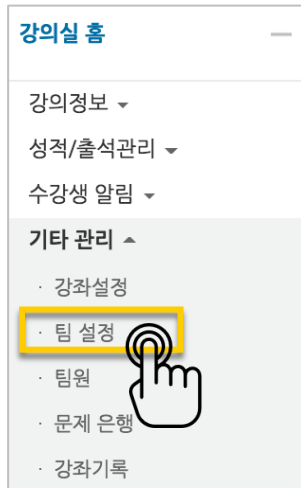 강의실 홈
강의정보
성적/출석관리
수강생 알림
기타 관리
· 강좌설정
· 팀 설정
· 팀원
· 문제 은행
· 강좌기록